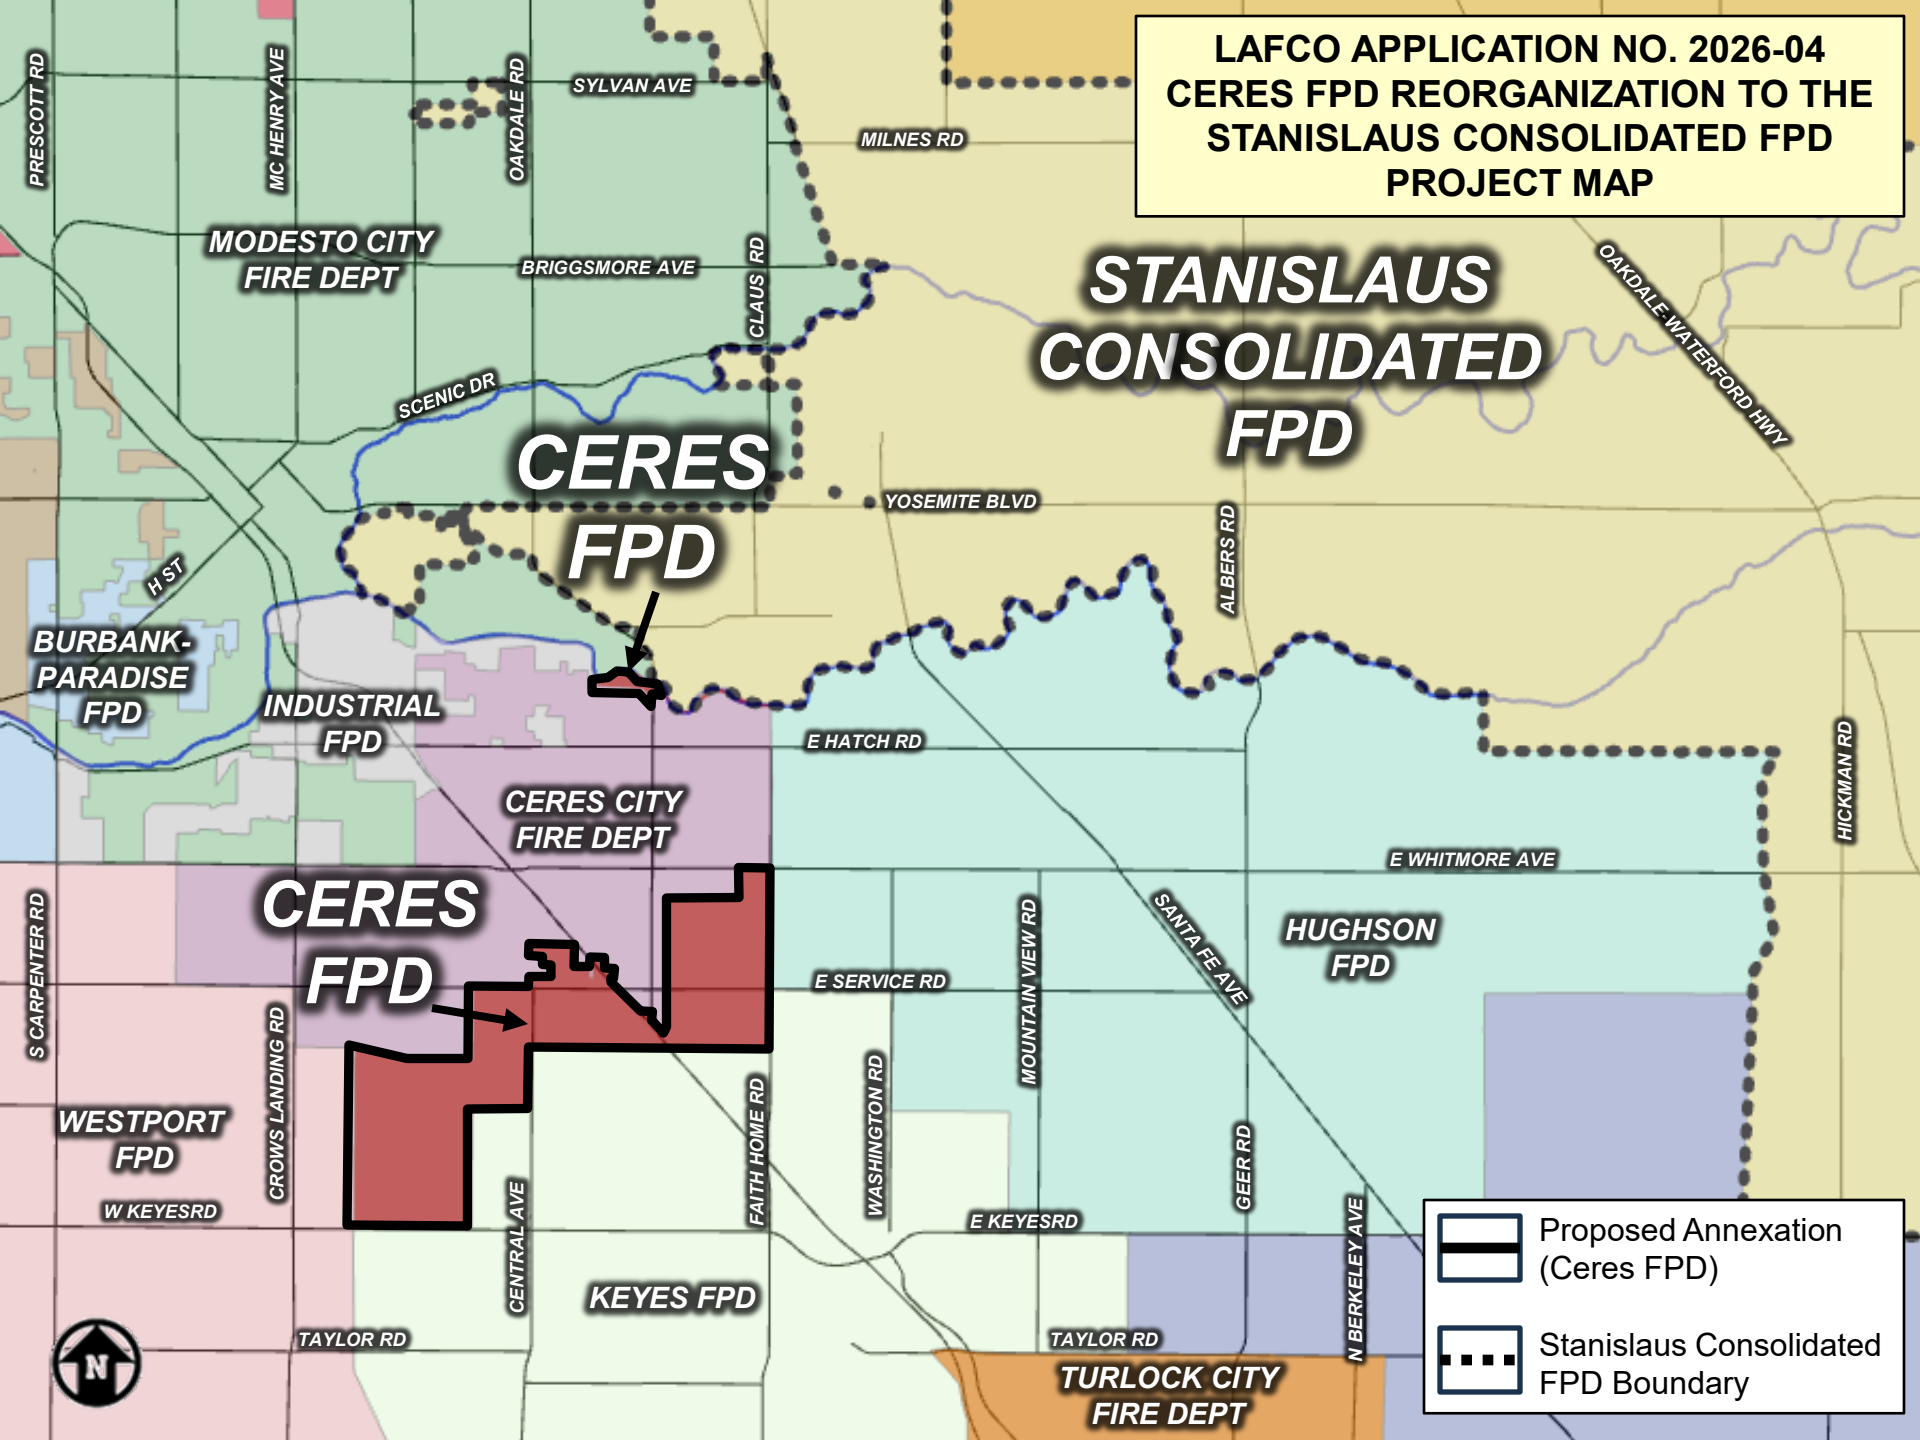 LAFCO APPLICATION NO. 2026-04
CERES FPD REORGANIZATION TO THE
STANISLAUS CONSOLIDATED FPD
PROJECT MAP
PRESCOTT RD
MC HENRY AVE
OAKDALE RD
SYLVAN AVE
MILNES RD
MODESTO CITY
FIRE DEPT
BRIGGSMORE AVE
CLAUS RD
STANISLAUS
CONSOLIDATED
FPD
OAKDALE-WATERFORD HWY
SCENIC DR
CERES
FPD
YOSEMITE BLVD
ALBERS RD
H ST
BURBANK-
PARADISE
FPD
INDUSTRIAL
FPD
E HATCH RD
HICKMAN RD
CERES CITY
FIRE DEPT
E WHITMORE AVE
CERES
FPD
S CARPENTER RD
CROWS LANDING RD
E SERVICE RD
MOUNTAIN VIEW RD
SANTA FE AVE
HUGHSON
FPD
WESTPORT
FPD
W KEYESRD
CENTRAL AVE
FAITH HOME RD
WASHINGTON RD
E KEYESRD
GEER RD
N BERKELEY AVE
KEYES FPD
TAYLOR RD
TAYLOR RD
TURLOCK CITY
FIRE DEPT
N
Proposed Annexation
(Ceres FPD)
Stanislaus Consolidated
FPD Boundary